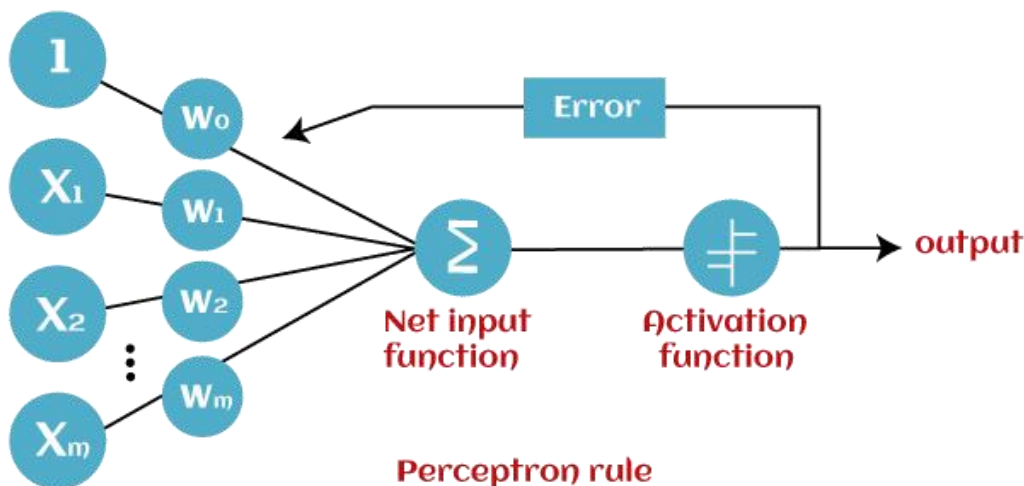 1
W₀
Error
X₁
W₁
Σ
output
X₂
W₂
Net input
function
Activation
function
Wₘ
Xₘ
Perceptron rule